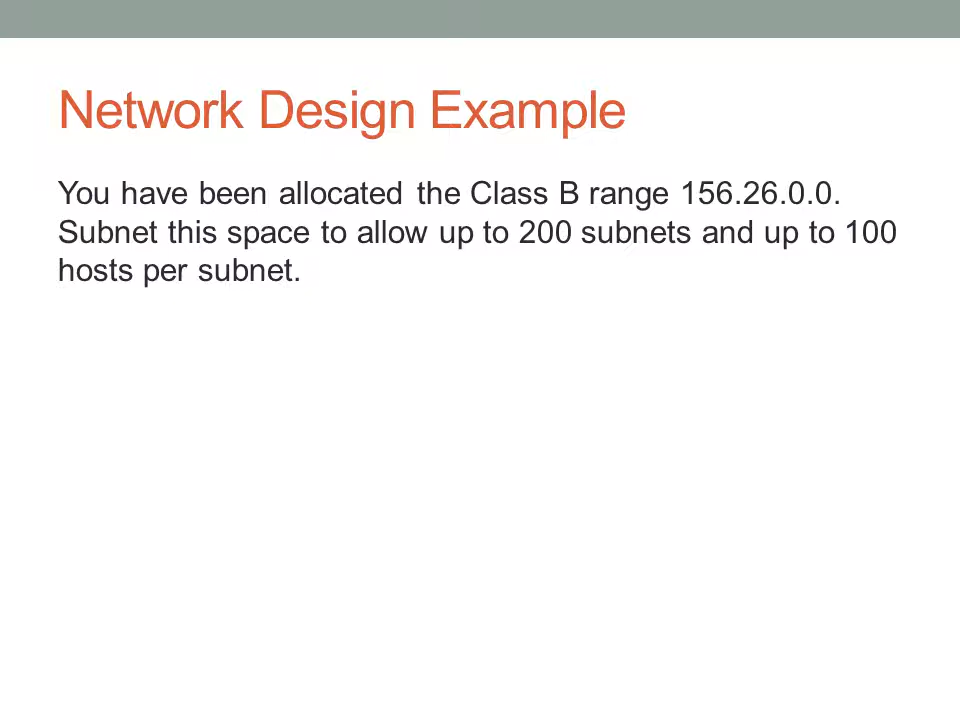 Network Design Example
You have been allocated the Class B range 156.26.0.0.
Subnet this space to allow up to 200 subnets and up to 100
hosts per subnet.